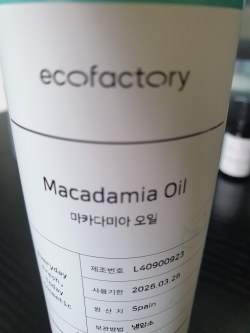 ecofactory
Macadamia Oil
마카다미아 오일
제조번호 L40900923
사용기한 2026.03.26
원 산 지 Spain
보관방법 냉암소